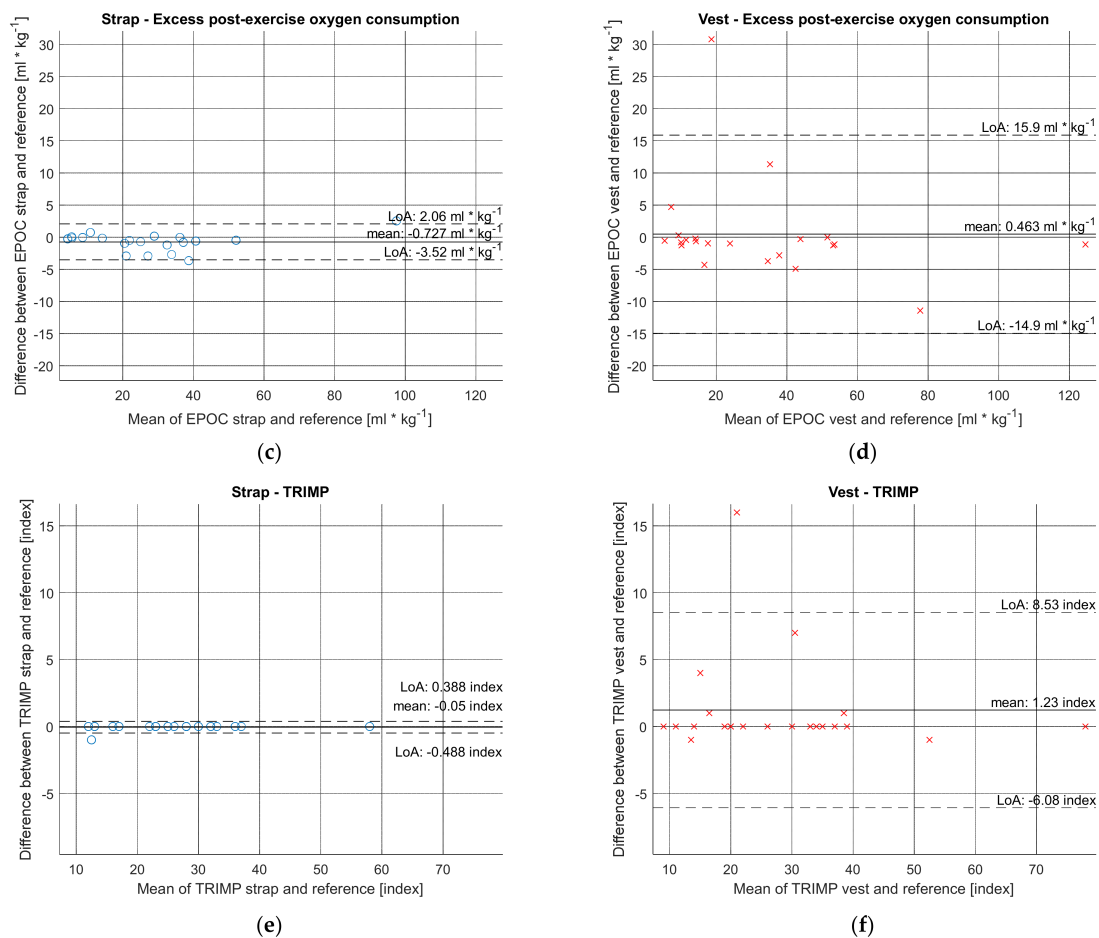 Strap - Excess post-exercise oxygen consumption
Difference between EPOC strap and reference [ml * kg⁻¹]
30
25
20
15
10
5
0
-5
-10
-15
-20
LoA: 2.06 ml * kg⁻¹
mean: -0.727 ml * kg⁻¹
LoA: -3.52 ml * kg⁻¹
20 40 60 80 100 120
Mean of EPOC strap and reference [ml * kg⁻¹]
(c)
Vest - Excess post-exercise oxygen consumption
Difference between EPOC vest and reference [ml * kg⁻¹]
30
25
20
15
10
5
0
-5
-10
-15
-20
LoA: 15.9 ml * kg⁻¹
mean: 0.463 ml * kg⁻¹
LoA: -14.9 ml * kg⁻¹
20 40 60 80 100 120
Mean of EPOC vest and reference [ml * kg⁻¹]
(d)
Strap - TRIMP
Difference between TRIMP strap and reference [index]
15
10
5
0
-5
LoA: 0.388 index
mean: -0.05 index
LoA: -0.488 index
10 20 30 40 50 60 70
Mean of TRIMP strap and reference [index]
(e)
Vest - TRIMP
Difference between TRIMP vest and reference [index]
15
10
5
0
-5
LoA: 8.53 index
mean: 1.23 index
LoA: -6.08 index
10 20 30 40 50 60 70
Mean of TRIMP vest and reference [index]
(f)